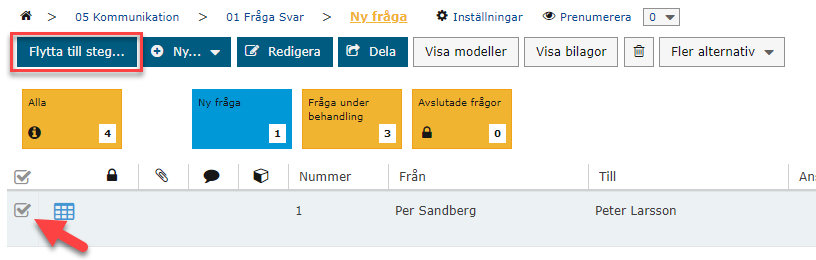 > 05 Kommunikation > 01 Fråga Svar > Ny fråga Inställningar Prenumerera 0
Flytta till steg... Ny... Redigera Dela Visa modeller Visa bilagor Fler alternativ
Alla 4
Ny fråga 1
Fråga under
behandling 3
Avslutade frågor 0
Nummer Från Till Ans
1 Per Sandberg Peter Larsson